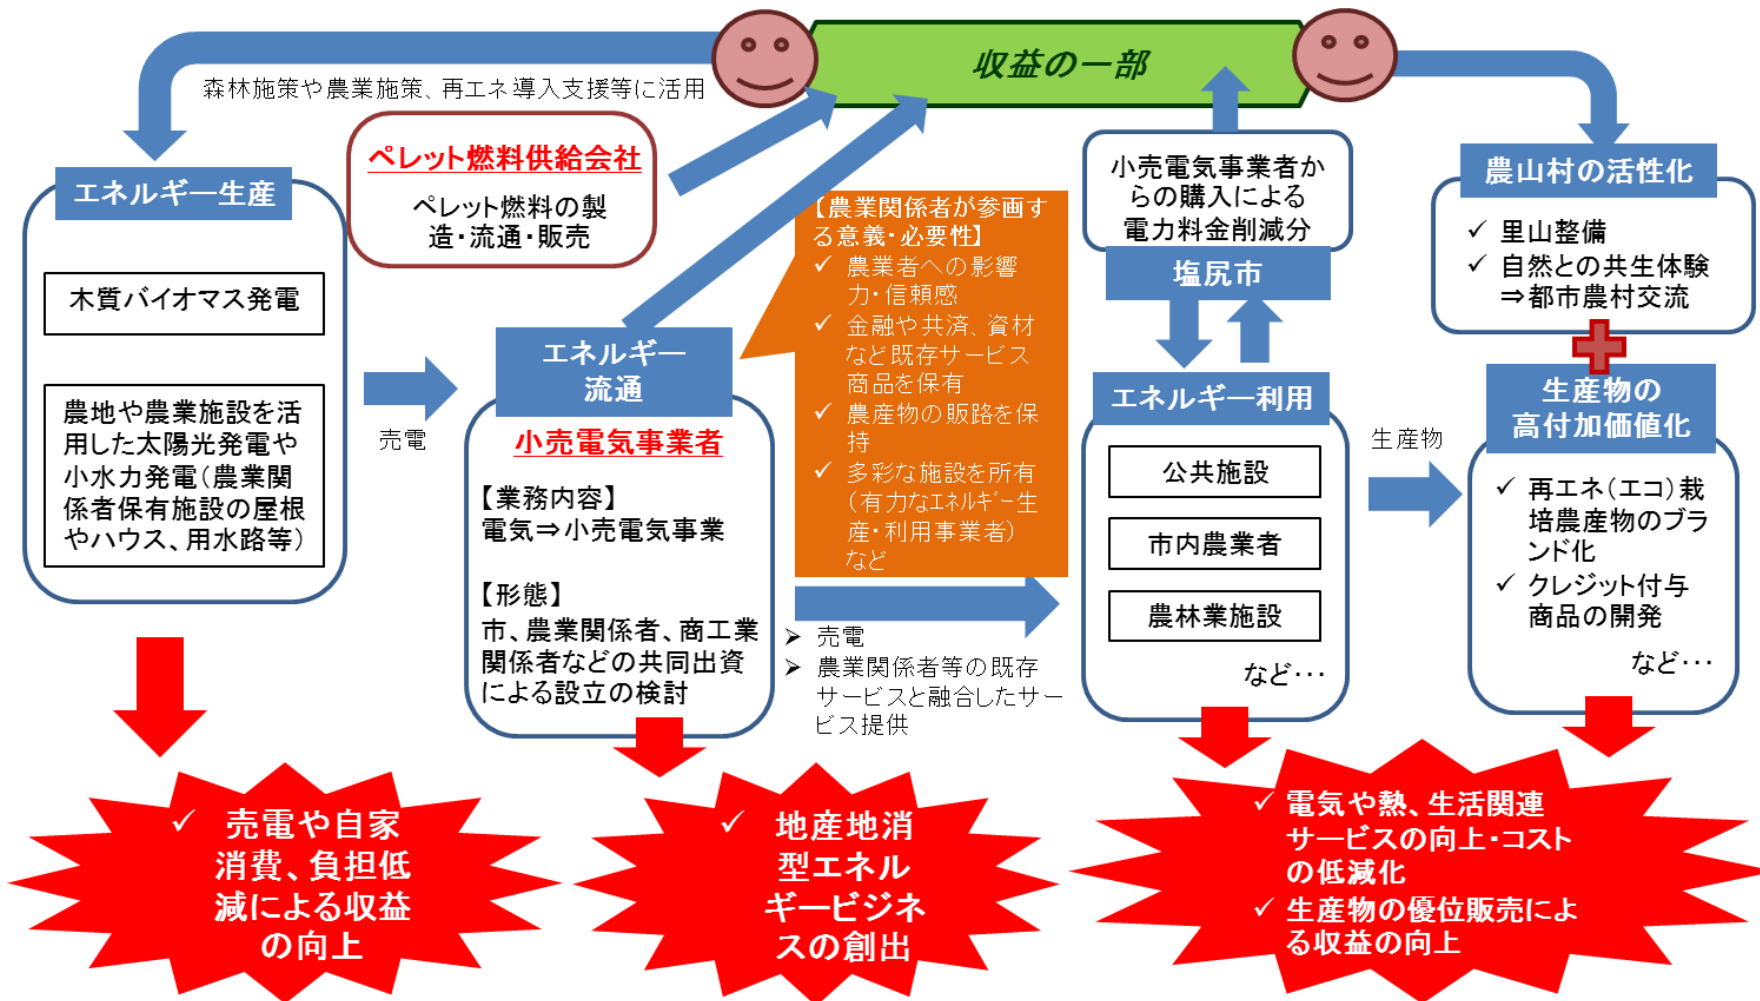 収益の一部
森林施策や農業施策、再エネ導入支援等に活用
ペレット燃料供給会社
ペレット燃料の製
造・流通・販売
エネルギー生産
木質バイオマス発電
農地や農業施設を活
用した太陽光発電や
小水力発電(農業関
係者保有施設の屋根
やハウス、用水路等)
売電
エネルギー
流通
小売電気事業者
【業務内容】
電気⇒小売電気事業
【形態】
市、農業関係者、商工業
関係者などの共同出資
による設立の検討
【農業関係者が参画す
る意義・必要性】
✓ 農業者への影響
力・信頼感
✓ 金融や共済、資材
など既存サービス
商品を保有
✓ 農産物の販路を保
持
✓ 多彩な施設を所有
(有力なエネルギー生
産・利用事業者)
など
➢ 売電
➢ 農業関係者等の既存
サービスと融合したサー
ビス提供
小売電気事業者か
らの購入による
電力料金削減分
塩尻市
エネルギー利用
公共施設
市内農業者
農林業施設
など…
生産物
農山村の活性化
✓ 里山整備
✓ 自然との共生体験
⇒都市農村交流
生産物の
高付加価値化
✓ 再エネ(エコ)栽
培農産物のブラ
ンド化
✓ クレジット付与
商品の開発
など…
✓ 売電や自家
消費、負担低
減による収益
の向上
✓ 地産地消
型エネル
ギービジネ
スの創出
✓ 電気や熱、生活関連
サービスの向上・コスト
の低減化
✓ 生産物の優位販売によ
る収益の向上